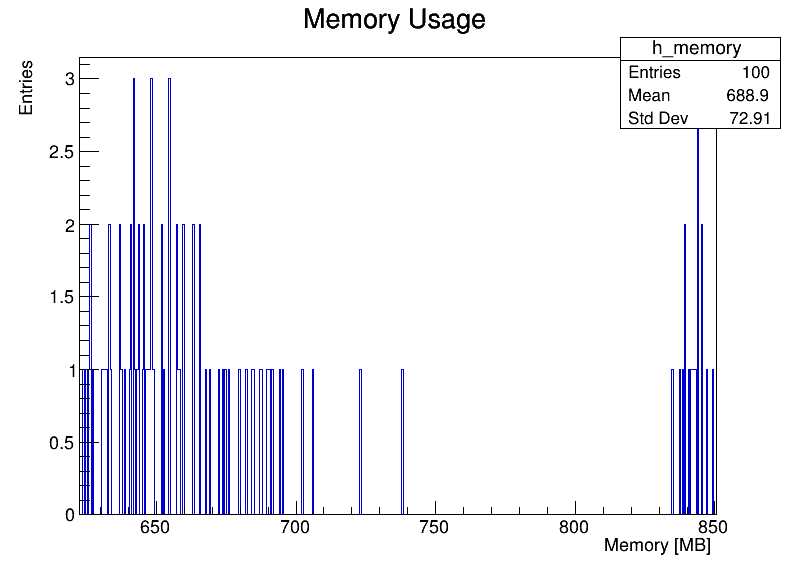 Memory Usage
h_memory
Entries 100
Mean 688.9
Std Dev 72.91
Entries
3
2.5
2
1.5
1
0.5
0
650 700 750 800 850
Memory [MB]